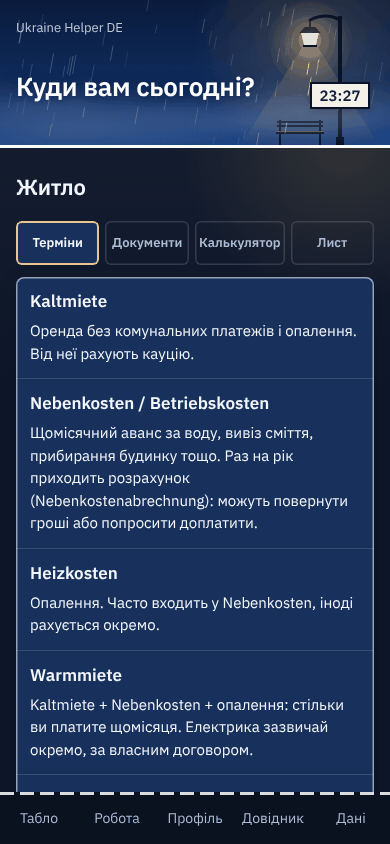 Ukraine Helper DE
Куди вам сьогодні?
23:27
Житло
Терміни
Документи
Калькулятор
Лист
Kaltmiete
Оренда без комунальних платежів і опалення.
Від неї рахують кауцію.
Nebenkosten / Betriebskosten
Щомісячний аванс за воду, вивіз сміття,
прибирання будинку тощо. Раз на рік
приходить розрахунок
(Nebenkostenabrechnung): можуть повернути
гроші або попросити доплатити.
Heizkosten
Опалення. Часто входить у Nebenkosten, іноді
рахується окремо.
Warmmiete
Kaltmiete + Nebenkosten + опалення: стільки
ви платите щомісяця. Електрика зазвичай
окремо, за власним договором.
Табло
Робота
Профіль
Довідник
Дані